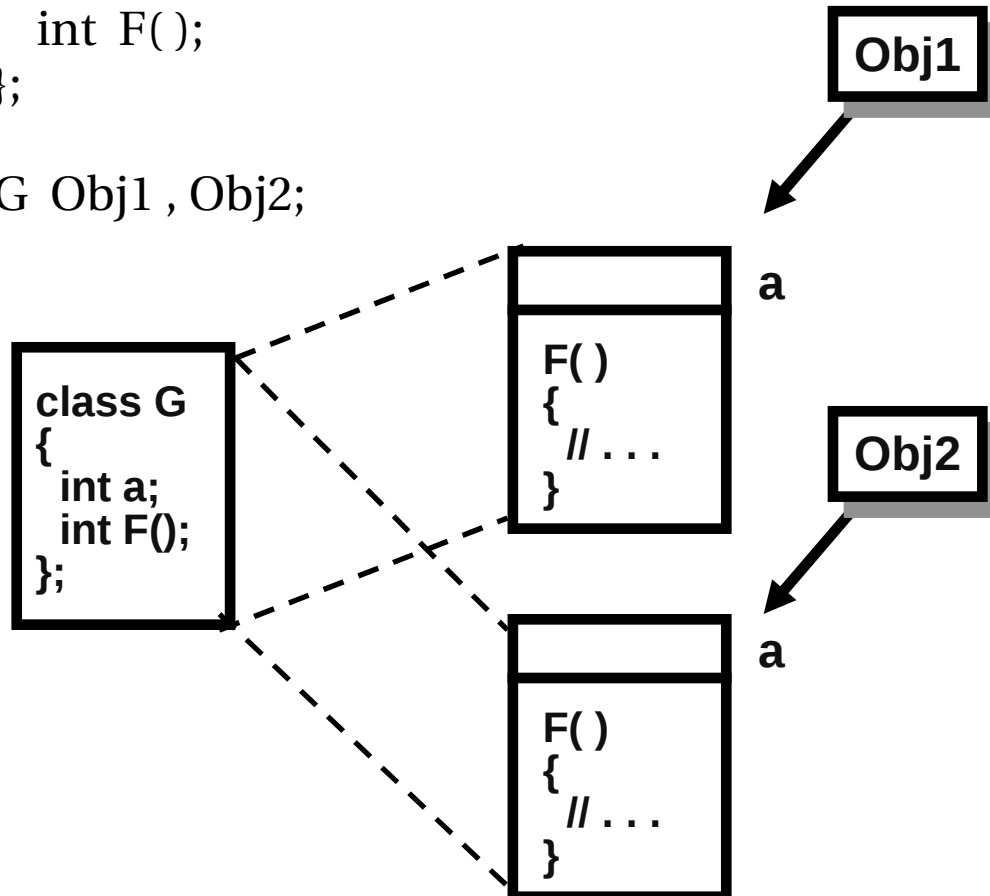 int F( );
};
G Obj1 , Obj2;
Obj1
a
F( )
{
// . . .
}
class G
{
int a;
int F();
};
Obj2
a
F( )
{
// . . .
}